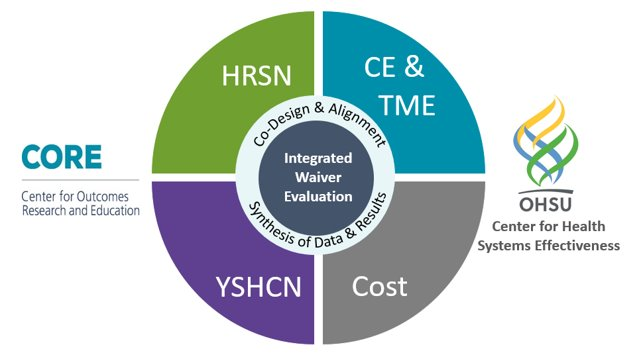 HRSN
CE &
TME
Co-Design & Alignment
Integrated
Waiver
Evaluation
Synthesis of Data & Results
YSHCN
Cost
CORE
Center for Outcomes
Research and Education
OHSU
Center for Health
Systems Effectiveness